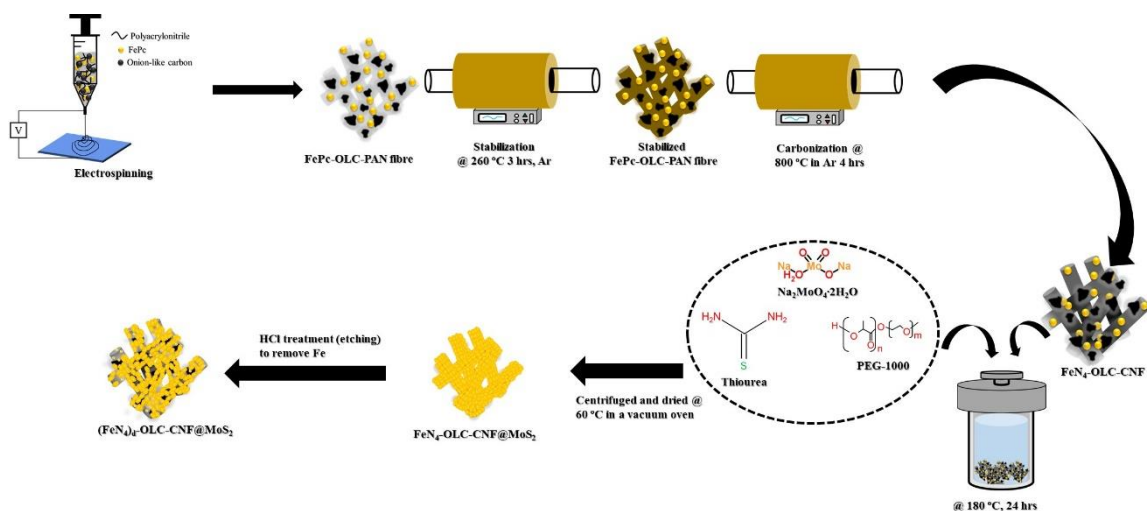 Polyacrylonitrile
FePc
Onion-like carbon
V
Electrospinning
FePc-OLC-PAN fibre
Stabilization
@ 260 °C 3 hrs, Ar
Stabilized
FePc-OLC-PAN fibre
Carbonization @
800 °C in Ar 4 hrs
FeN₄-OLC-CNF
@ 180 °C, 24 hrs
O O
Na Mo Na
H₂O O
Na₂MoO₄·2H₂O
H₂N NH₂
S
Thiourea
H O O O m
O n
PEG-1000
Centrifuged and dried @
60 °C in a vacuum oven
FeN₄-OLC-CNF@MoS₂
HCl treatment (etching)
to remove Fe
(FeN₄)d-OLC-CNF@MoS₂